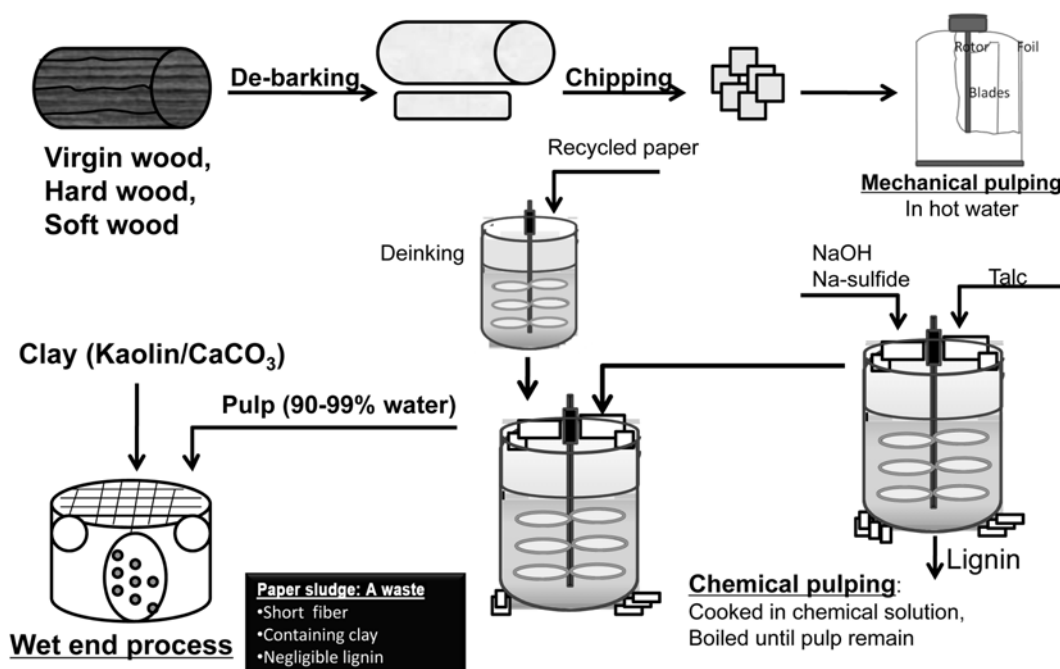 De-barking
Chipping
Rotor
Foil
Blades
Virgin wood,
Hard wood,
Soft wood
Recycled paper
Mechanical pulping
In hot water
Deinking
NaOH
Na-sulfide
Talc
Clay (Kaolin/CaCO₃)
Pulp (90-99% water)
Lignin
Chemical pulping:
Cooked in chemical solution,
Boiled until pulp remain
Paper sludge: A waste
•Short fiber
•Containing clay
•Negligible lignin
Wet end process